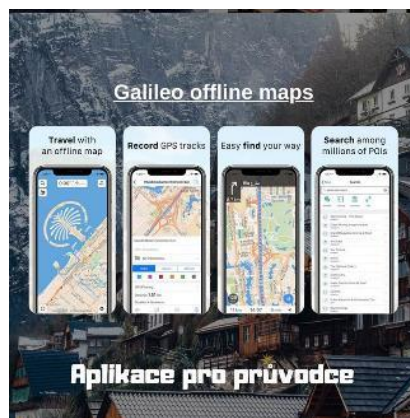 Galileo offline maps
Travel with
an offline map
Record GPS tracks
Easy find your way
Search among
millions of POIs
Aplikace pro průvodce